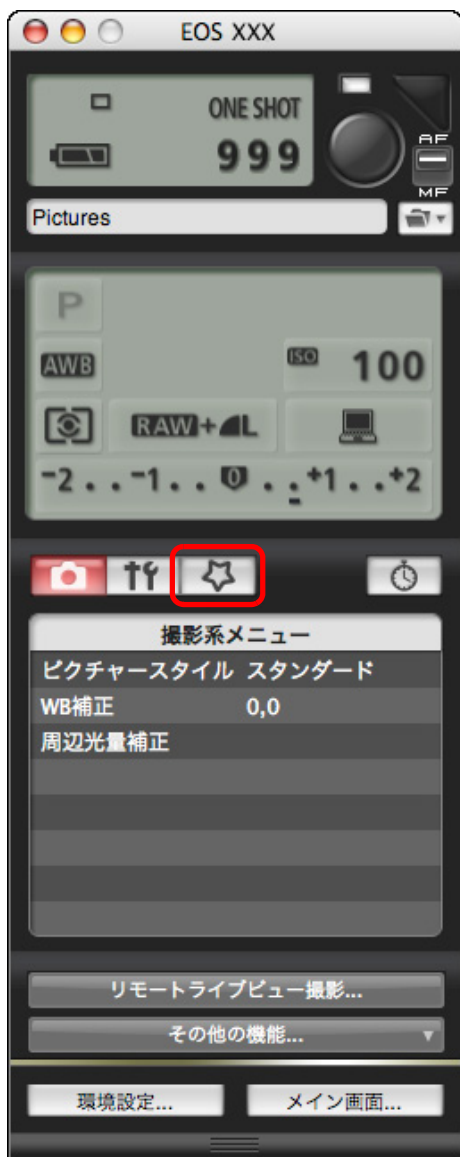 EOS XXX
ONE SHOT
999
AF
MF
Pictures
P
AWB
ISO 100
RAW+L
-2..-1..0..+1..+2
撮影系メニュー
ピクチャースタイル スタンダード
WB補正 0,0
周辺光量補正
リモートライブビュー撮影...
その他の機能...
環境設定... メイン画面...